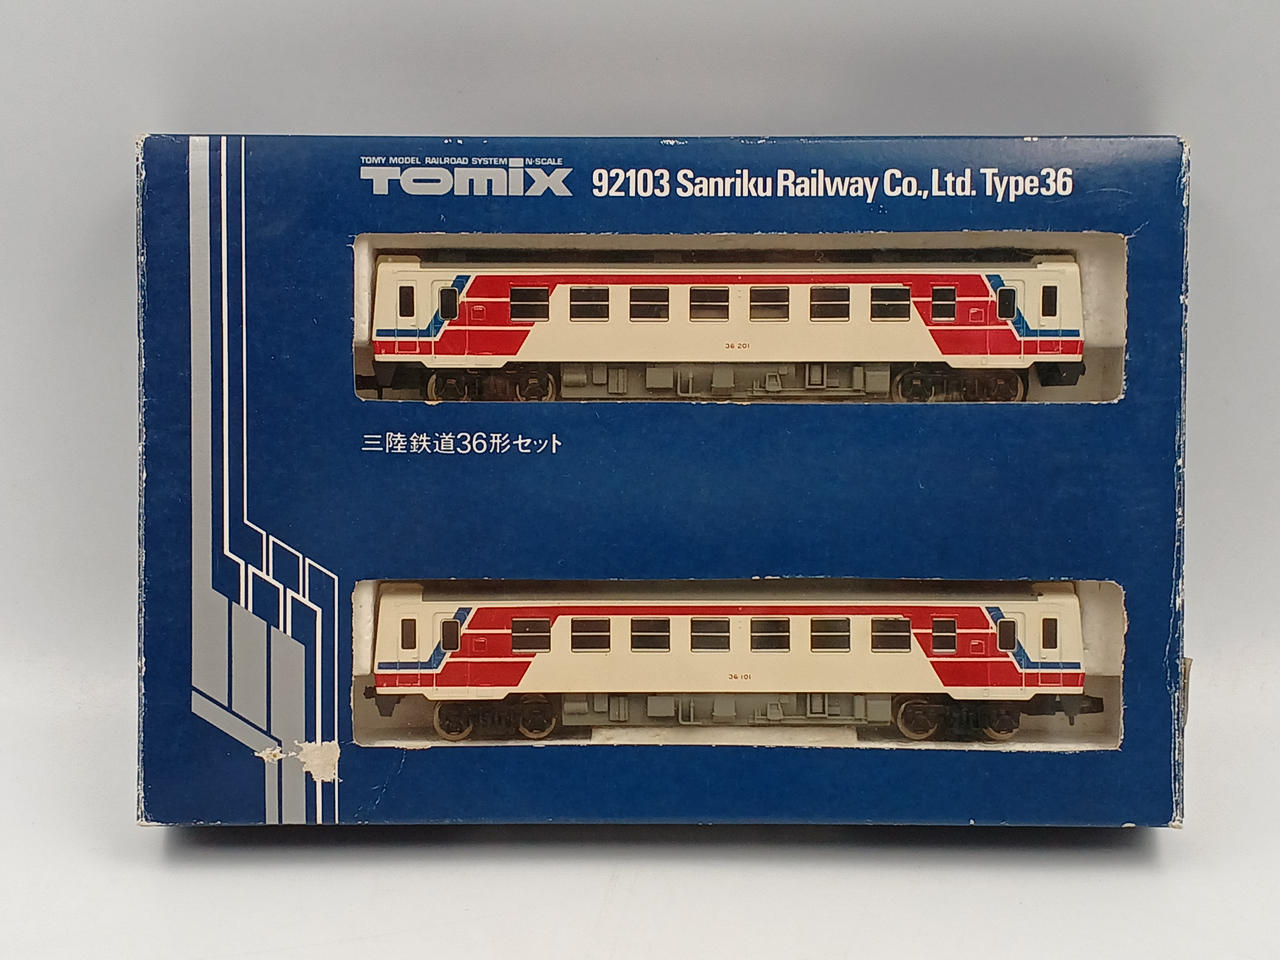 TOMY MODEL RAILROAD SYSTEM N-SCALE
TOMIX 92103 Sanriku Railway Co., Ltd. Type 36
36-201
三陸鉄道36形セット
36-101